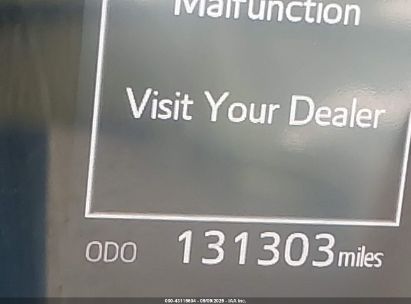 Malfunction
Visit Your Dealer
ODO 131303 miles